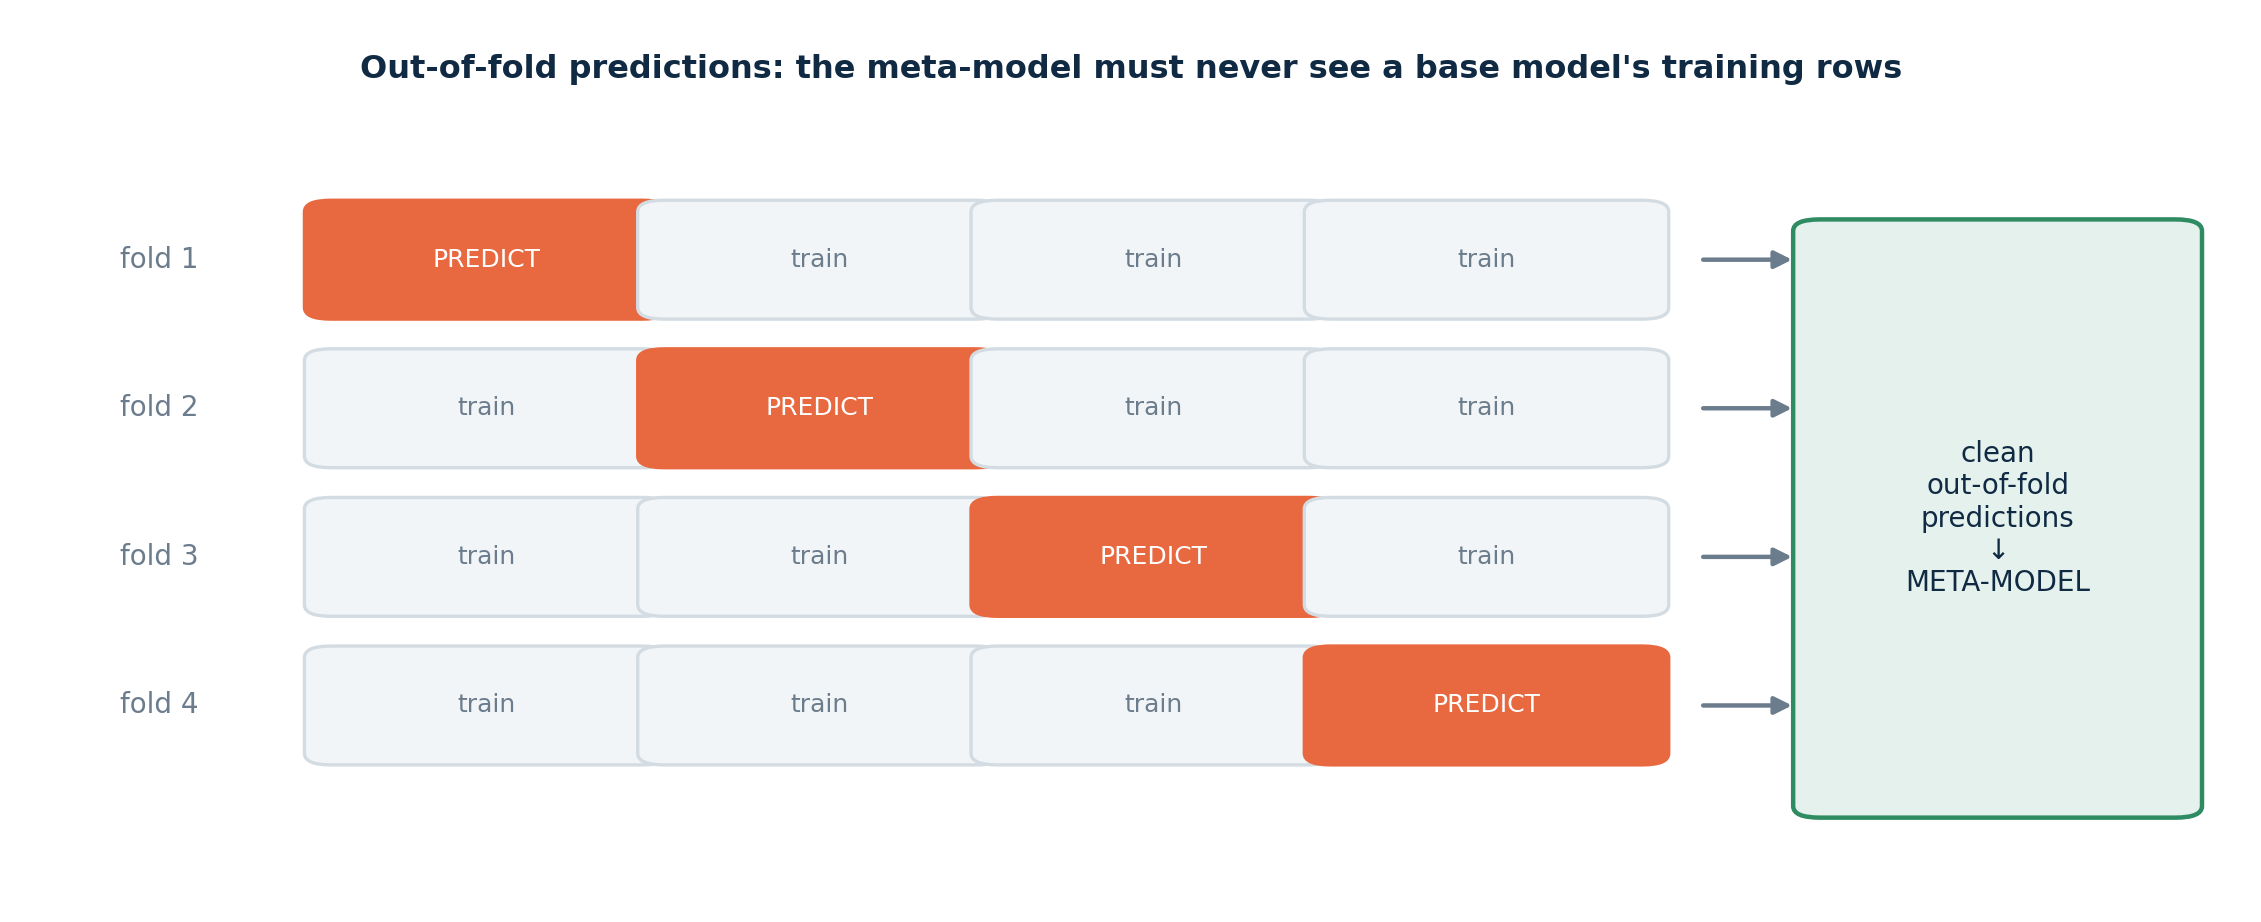 Out-of-fold predictions: the meta-model must never see a base model's training rows
fold 1 PREDICT train train train
fold 2 train PREDICT train train
fold 3 train train PREDICT train
fold 4 train train train PREDICT
clean
out-of-fold
predictions
↓
META-MODEL